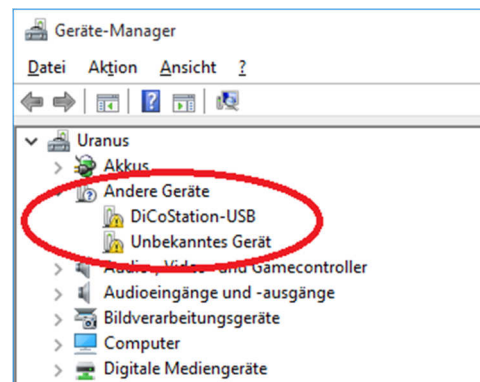 Geräte-Manager
Datei Aktion Ansicht ?
Uranus
Akkus
Andere Geräte
DiCoStation-USB
Unbekanntes Gerät
Audio-, Video- und Gamecontroller
Audioeingänge und -ausgänge
Bildverarbeitungsgeräte
Computer
Digitale Mediengeräte